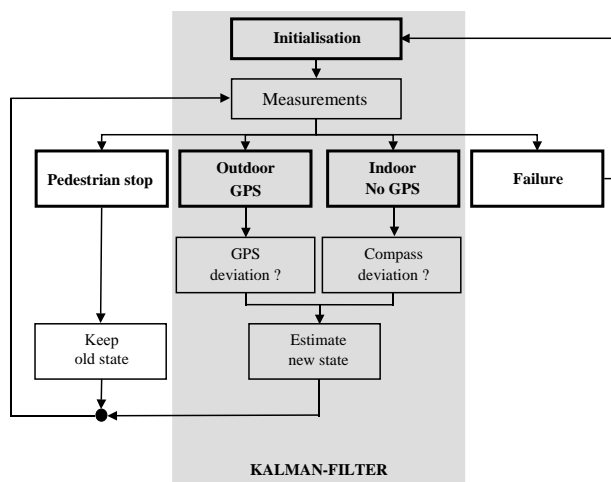 Initialisation
Measurements
Pedestrian stop
Outdoor
GPS
Indoor
No GPS
Failure
GPS
deviation ?
Compass
deviation ?
Keep
old state
Estimate
new state
KALMAN-FILTER